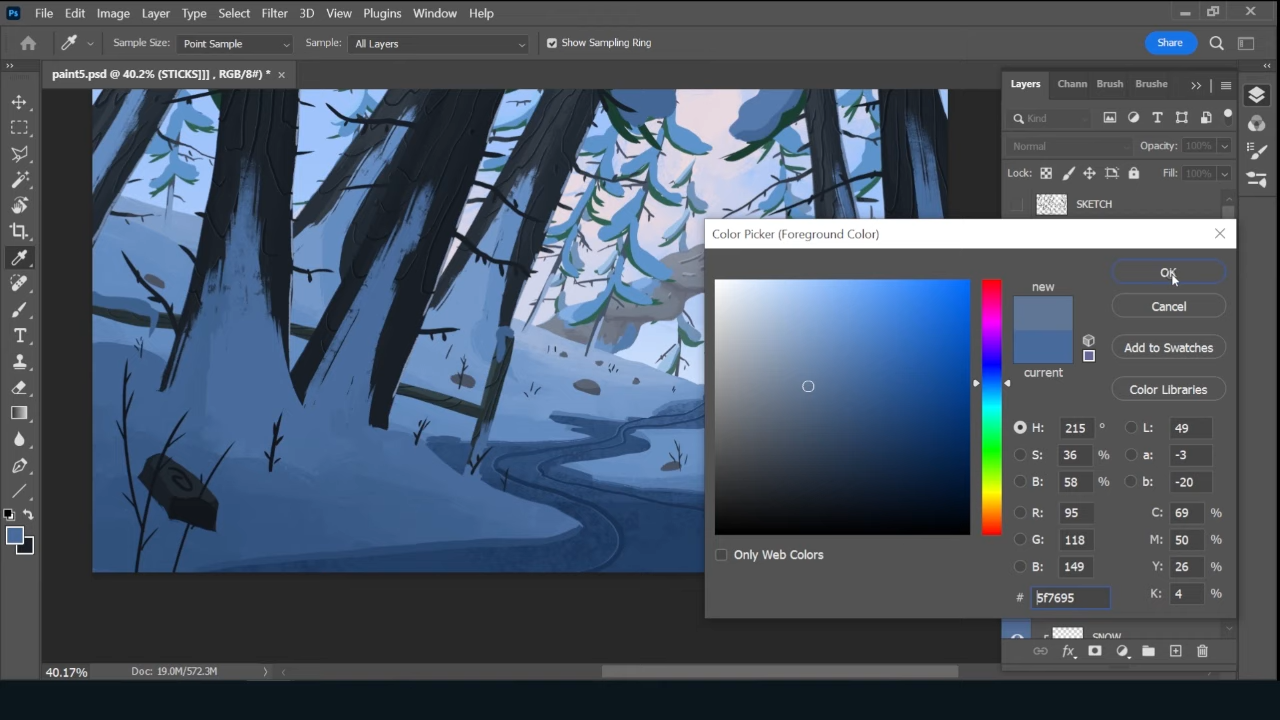 Ps File Edit Image Layer Type Select Filter 3D View Plugins Window Help
Sample Size: Point Sample Sample: All Layers Show Sampling Ring Share
paint5.psd @ 40.2% (STICKS]]] , RGB/8#) * ×
Layers Chann Brush Brushe
Kind
Normal Opacity: 100%
Lock: Fill: 100%
SKETCH
Color Picker (Foreground Color)
OK
new
Cancel
Add to Swatches
current
Color Libraries
H: 215 ° L: 49
S: 36 % a: -3
B: 58 % b: -20
R: 95 C: 69 %
G: 118 M: 50 %
Only Web Colors B: 149 Y: 26 %
# 5f7695 K: 4 %
SNOW
fx
40.17% Doc: 19.0M/572.3M